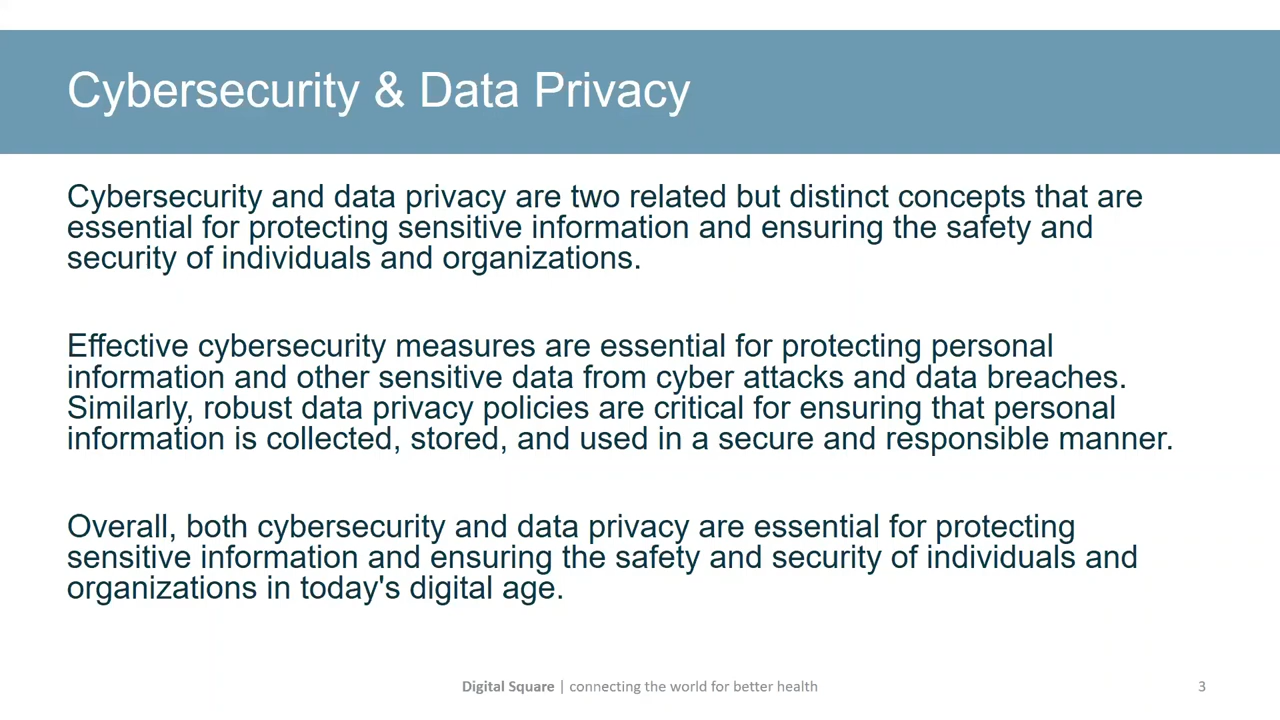 Cybersecurity & Data Privacy
Cybersecurity and data privacy are two related but distinct concepts that are
essential for protecting sensitive information and ensuring the safety and
security of individuals and organizations.
Effective cybersecurity measures are essential for protecting personal
information and other sensitive data from cyber attacks and data breaches.
Similarly, robust data privacy policies are critical for ensuring that personal
information is collected, stored, and used in a secure and responsible manner.
Overall, both cybersecurity and data privacy are essential for protecting
sensitive information and ensuring the safety and security of individuals and
organizations in today's digital age.
Digital Square | connecting the world for better health
3